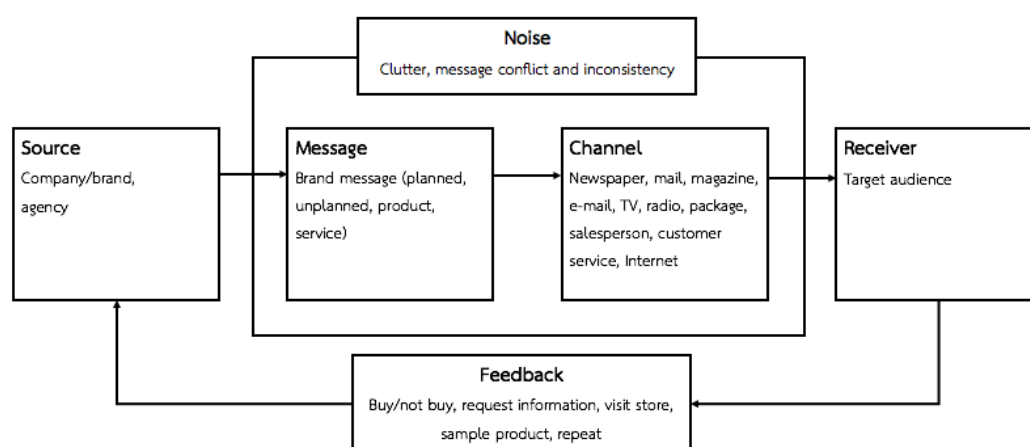 Noise
Clutter, message conflict and inconsistency
Source
Company/brand,
agency
Message
Brand message (planned,
unplanned, product,
service)
Channel
Newspaper, mail, magazine,
e-mail, TV, radio, package,
salesperson, customer
service, Internet
Receiver
Target audience
Feedback
Buy/not buy, request information, visit store,
sample product, repeat